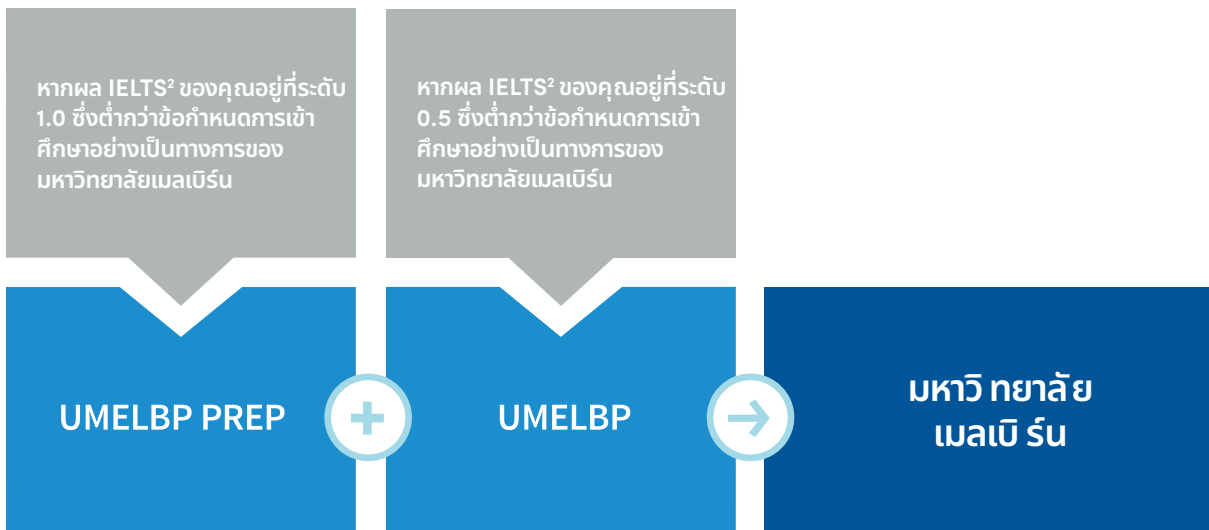 หากผล IELTS² ของคุณอยู่ที่ระดับ
1.0 ซึ่งต่ำกว่าข้อกำหนดการเข้า
ศึกษาอย่างเป็นทางการของ
มหาวิทยาลัยเมลเบิร์น
หากผล IELTS² ของคุณอยู่ที่ระดับ
0.5 ซึ่งต่ำกว่าข้อกำหนดการเข้า
ศึกษาอย่างเป็นทางการของ
มหาวิทยาลัยเมลเบิร์น
UMELBP PREP
+
UMELBP
→
มหาวิ ทยาลัย
เมลเบิ ร์น